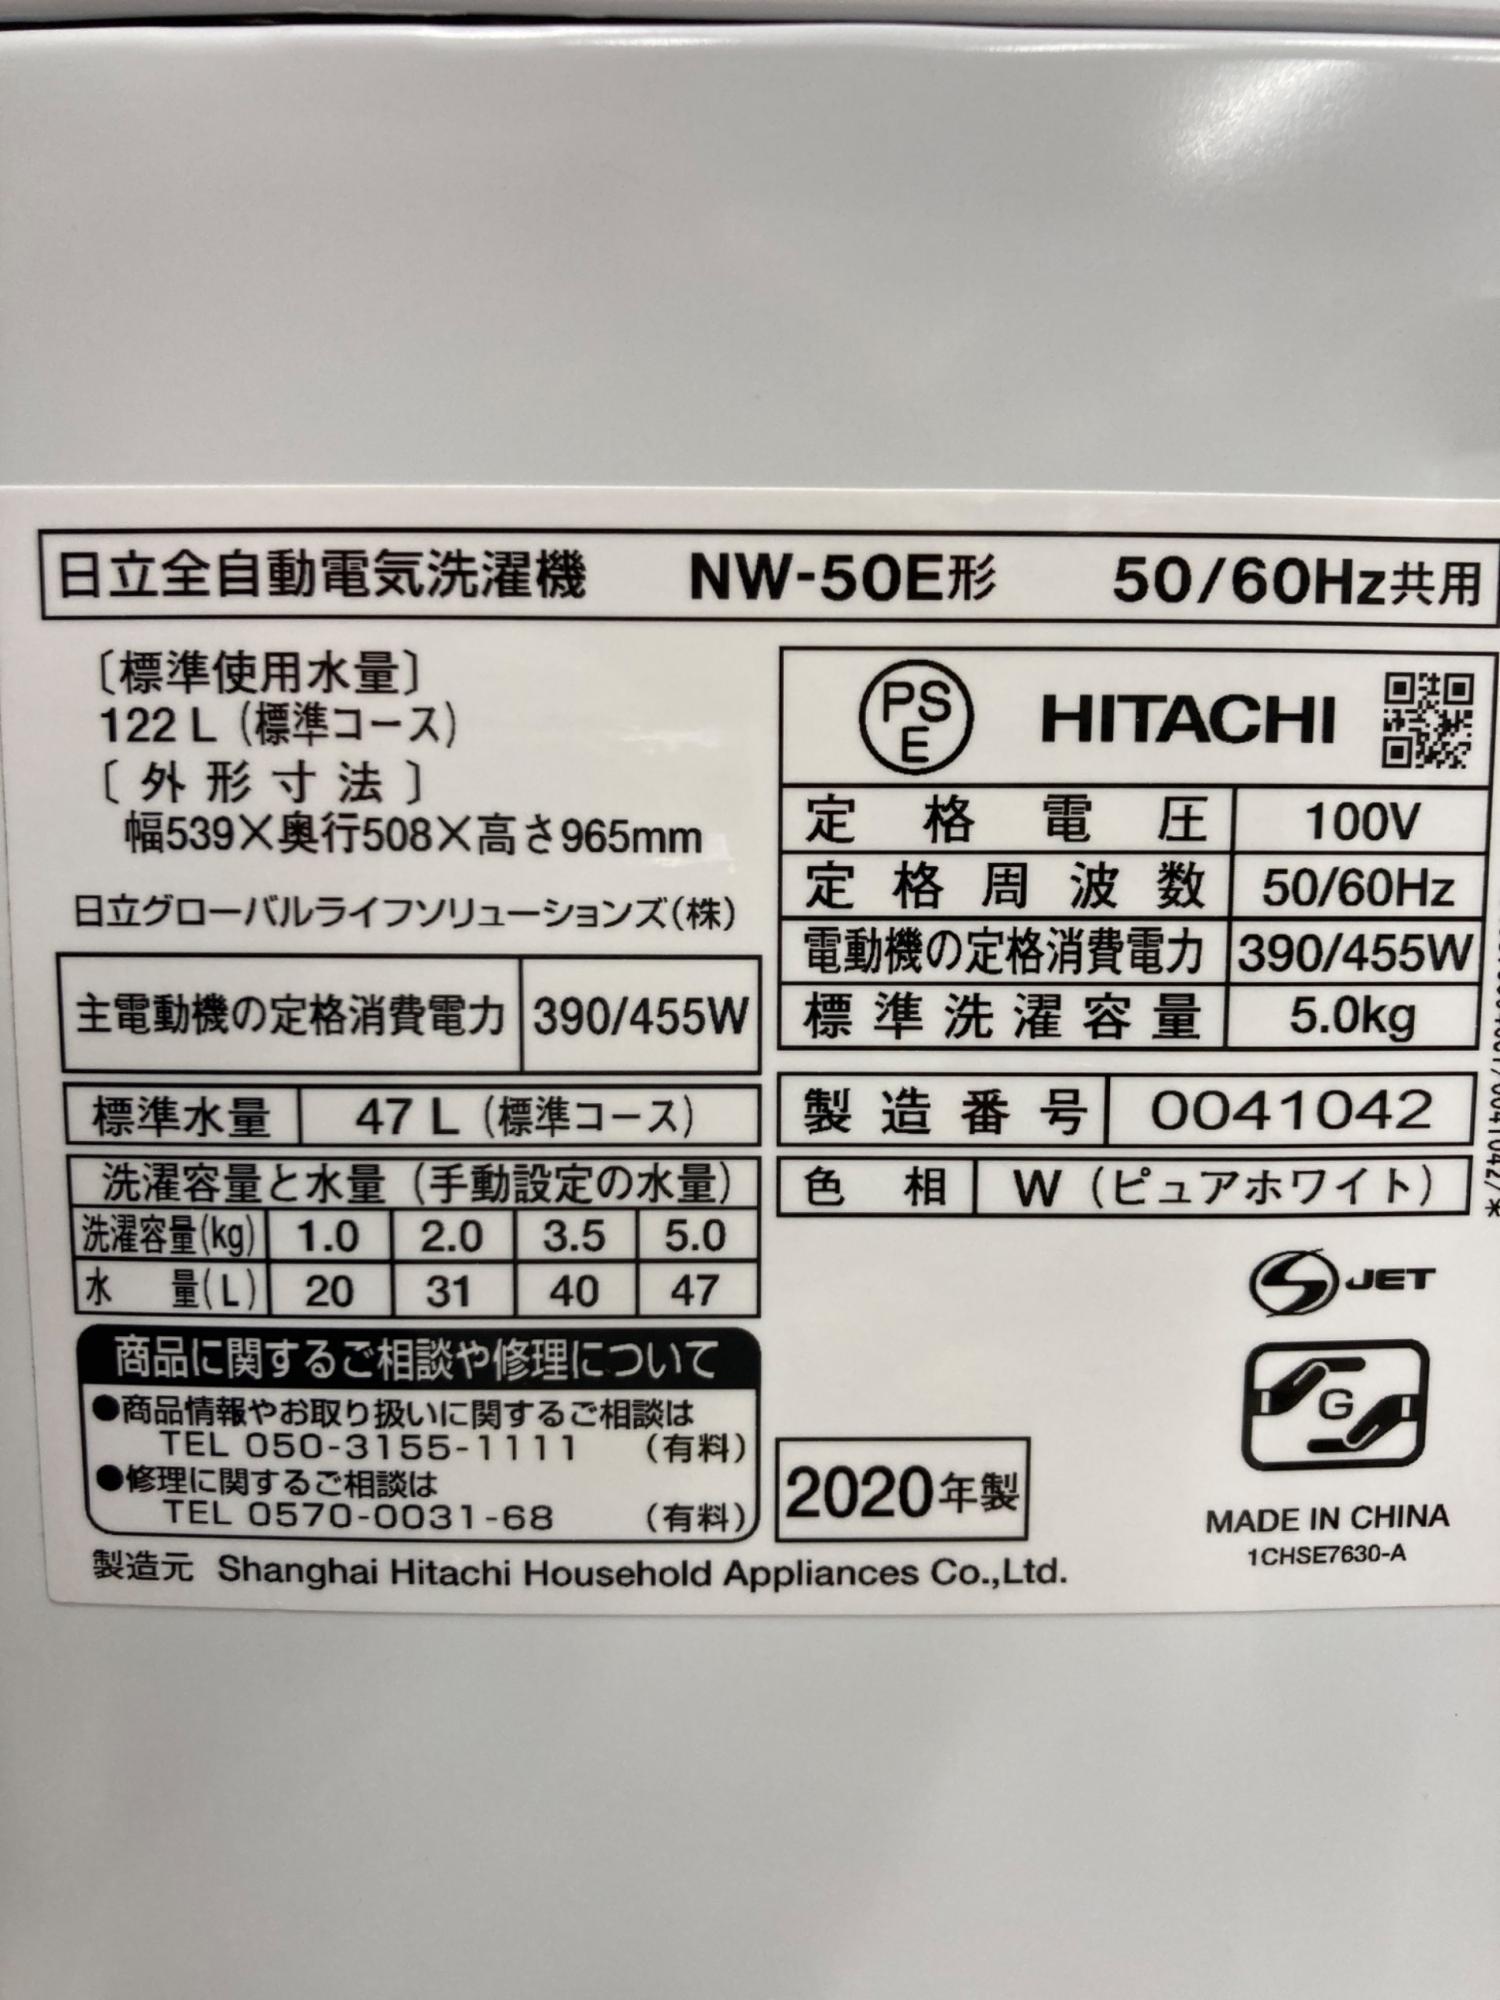 日立全自動電気洗濯機 NW-50E形 50/60Hz共用
〔標準使用水量〕
122 L（標準コース）
〔外形寸法〕
幅539×奥行508×高さ965mm
日立グローバルライフソリューションズ（株）
主電動機の定格消費電力 390/455W
標準水量 47 L（標準コース）
洗濯容量と水量（手動設定の水量）
洗濯容量(kg) 1.0 2.0 3.5 5.0
水量(L) 20 31 40 47
商品に関するご相談や修理について
●商品情報やお取り扱いに関するご相談は
TEL 050-3155-1111 （有料）
●修理に関するご相談は
TEL 0570-0031-68 （有料）
製造元 Shanghai Hitachi Household Appliances Co.,Ltd.
PS
E
HITACHI
定格電圧 100V
定格周波数 50/60Hz
電動機の定格消費電力 390/455W
標準洗濯容量 5.0kg
製造番号 0041042
色相 W（ピュアホワイト）
S JET
G
2020年製
MADE IN CHINA
1CHSE7630-A